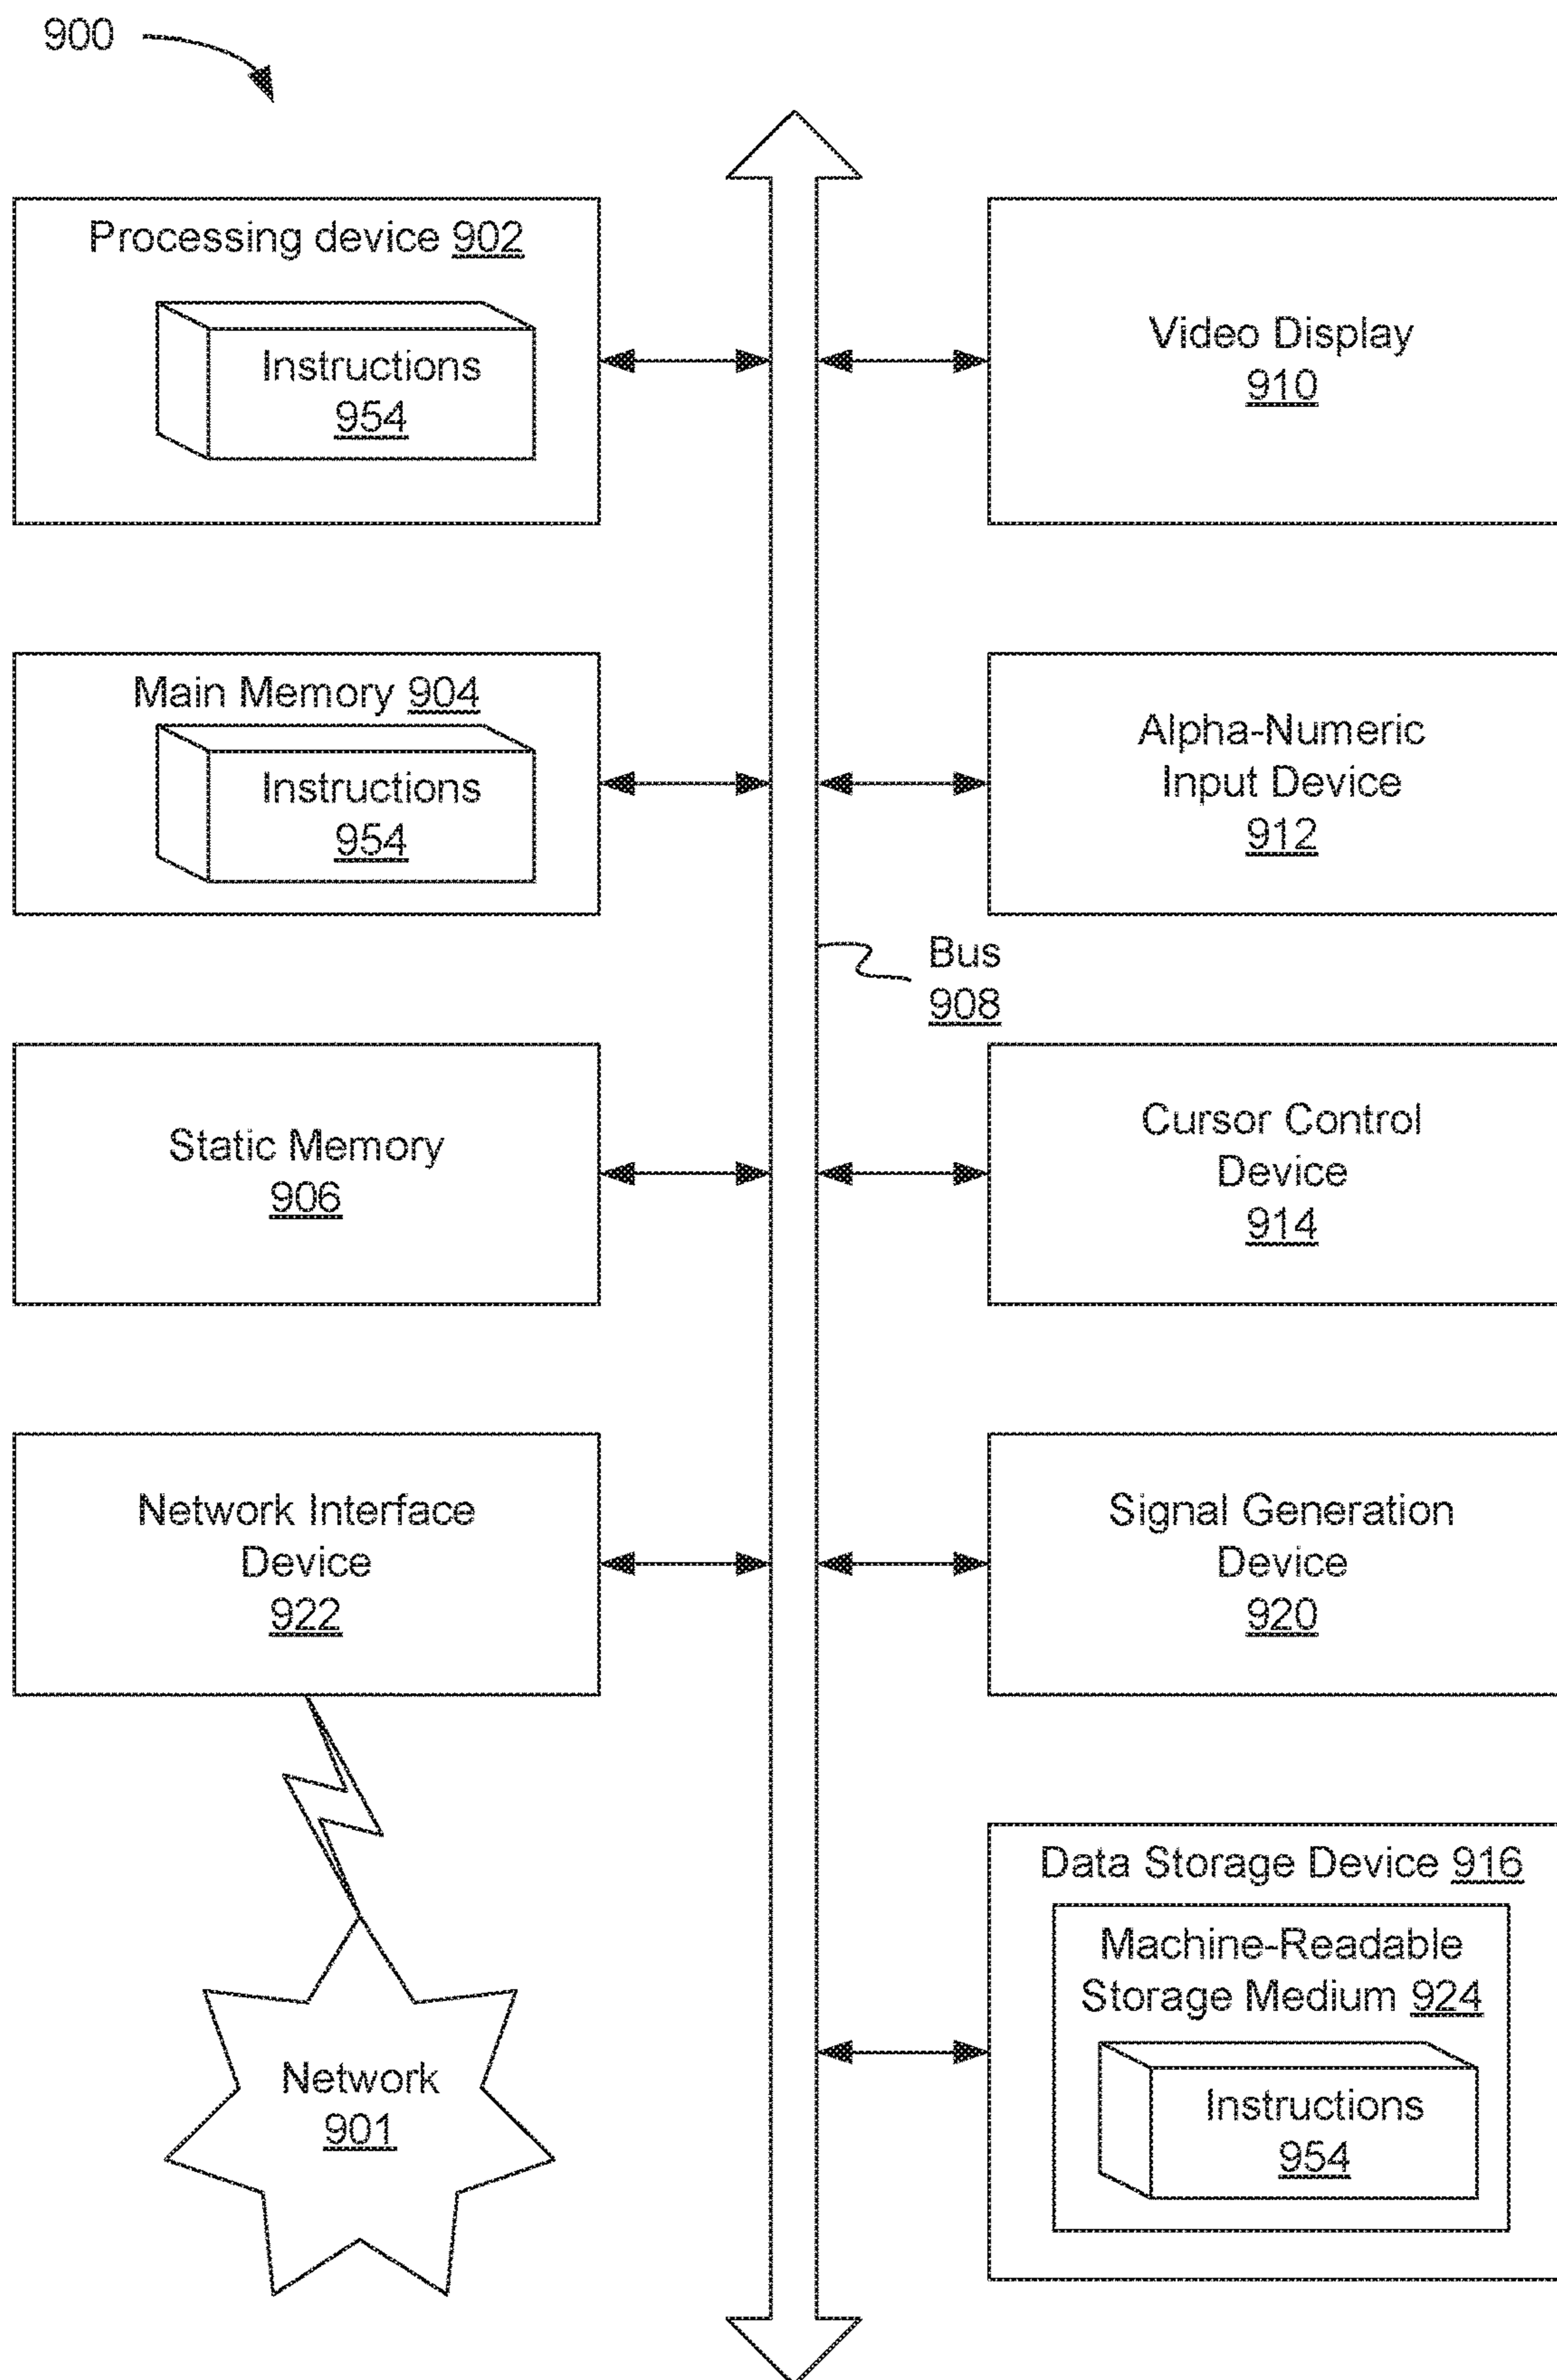 900
Processing device 902
Instructions
954
Main Memory 904
Instructions
954
Static Memory
906
Network Interface
Device
922
Network
901
Bus
908
Video Display
910
Alpha-Numeric
Input Device
912
Cursor Control
Device
914
Signal Generation
Device
920
Data Storage Device 916
Machine-Readable
Storage Medium 924
Instructions
954